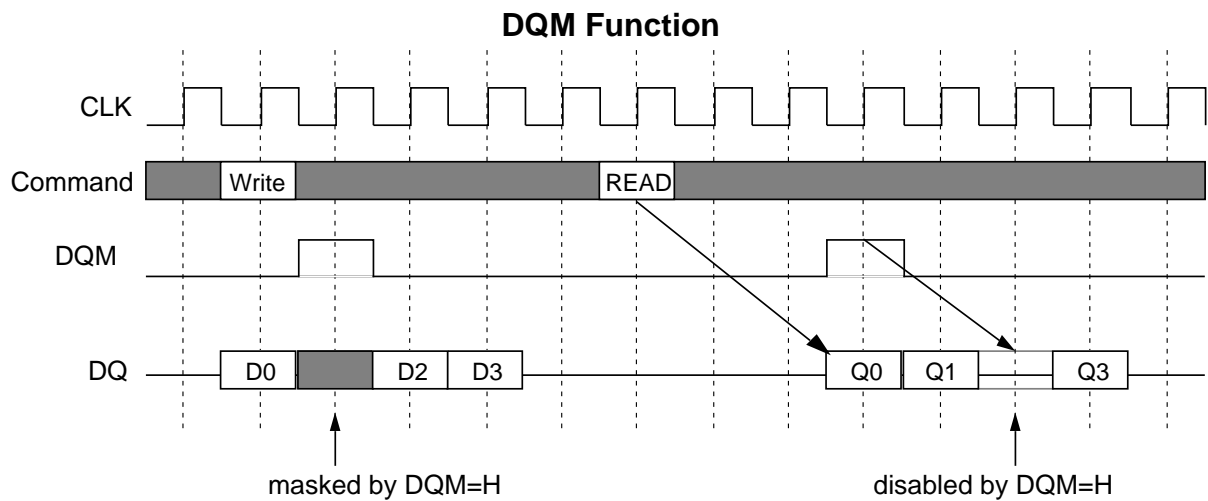 DQM Function
CLK
Command Write READ
DQM
DQ D0 D2 D3 Q0 Q1 Q3
masked by DQM=H disabled by DQM=H